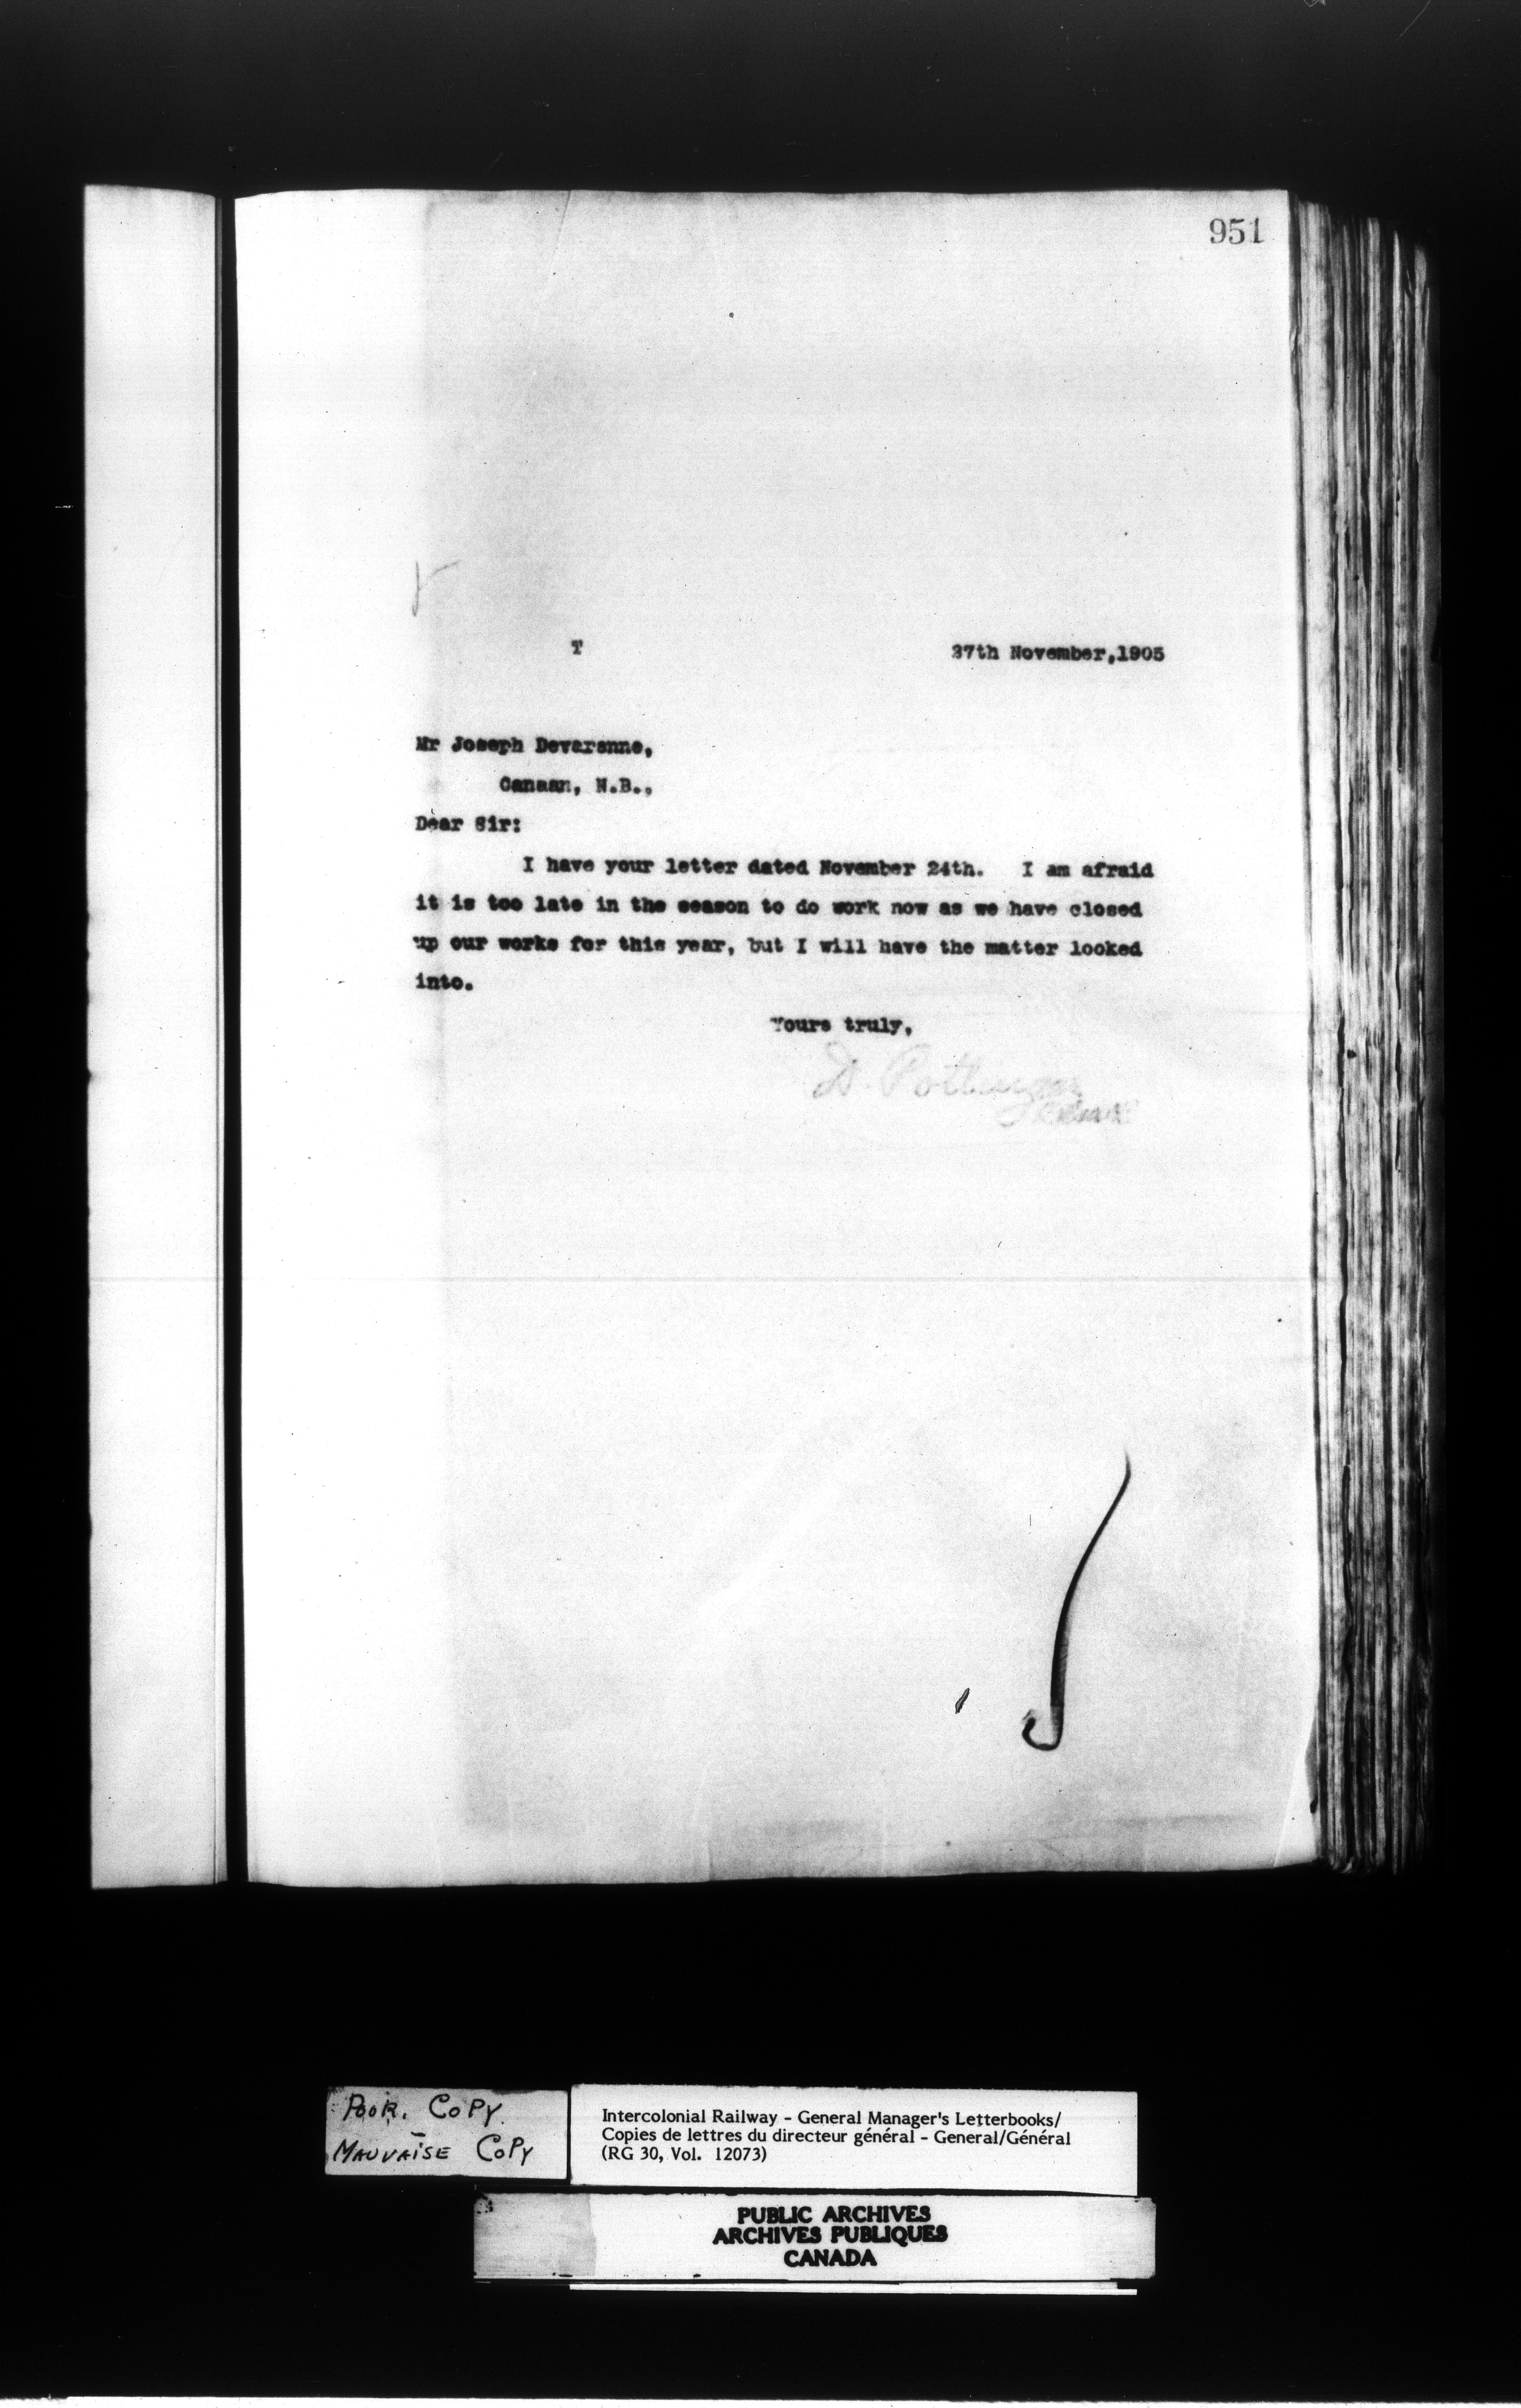 951
T 27th November,1905
Mr Joseph Devarenne,
Canaan, N.B.,
Dear Sir:
I have your letter dated November 24th. I am afraid
it is too late in the season to do work now as we have closed
up our works for this year, but I will have the matter looked
into.
Yours truly,
D. Pottinger
POOR. COPY.
MAUVAISE COPY
Intercolonial Railway - General Manager's Letterbooks/
Copies de lettres du directeur général - General/Général
(RG 30, Vol. 12073)
PUBLIC ARCHIVES
ARCHIVES PUBLIQUES
CANADA